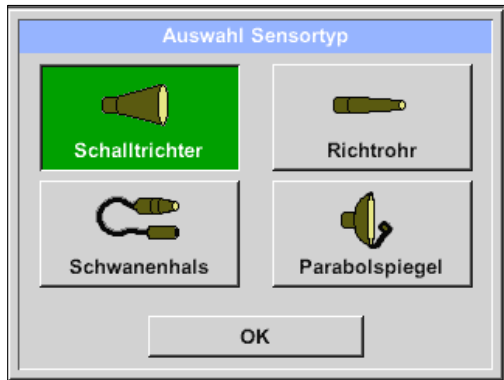 Auswahl Sensortyp
Schalltrichter
Richtrohr
Schwanenhals
Parabolspiegel
OK